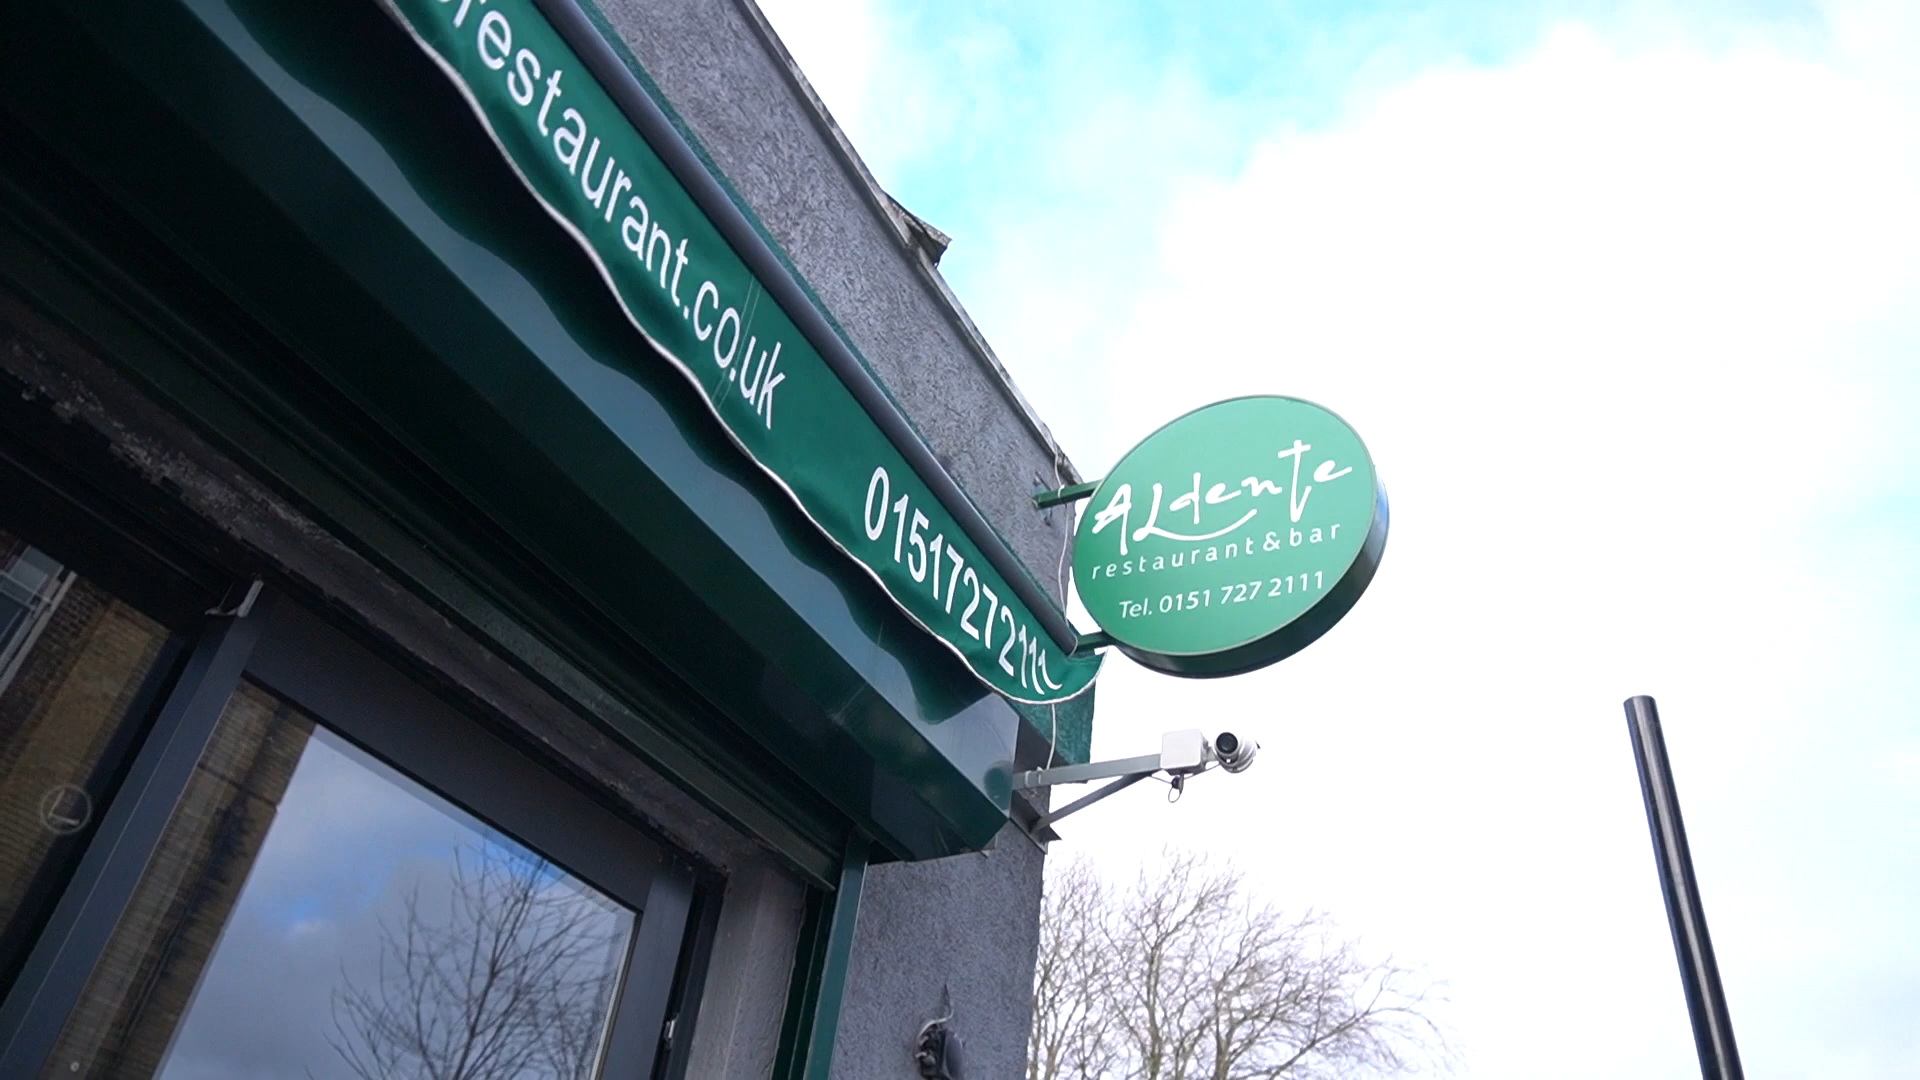 restaurant.co.uk
01517272111
ALdenTe
restaurant&bar
Tel. 0151 727 2111